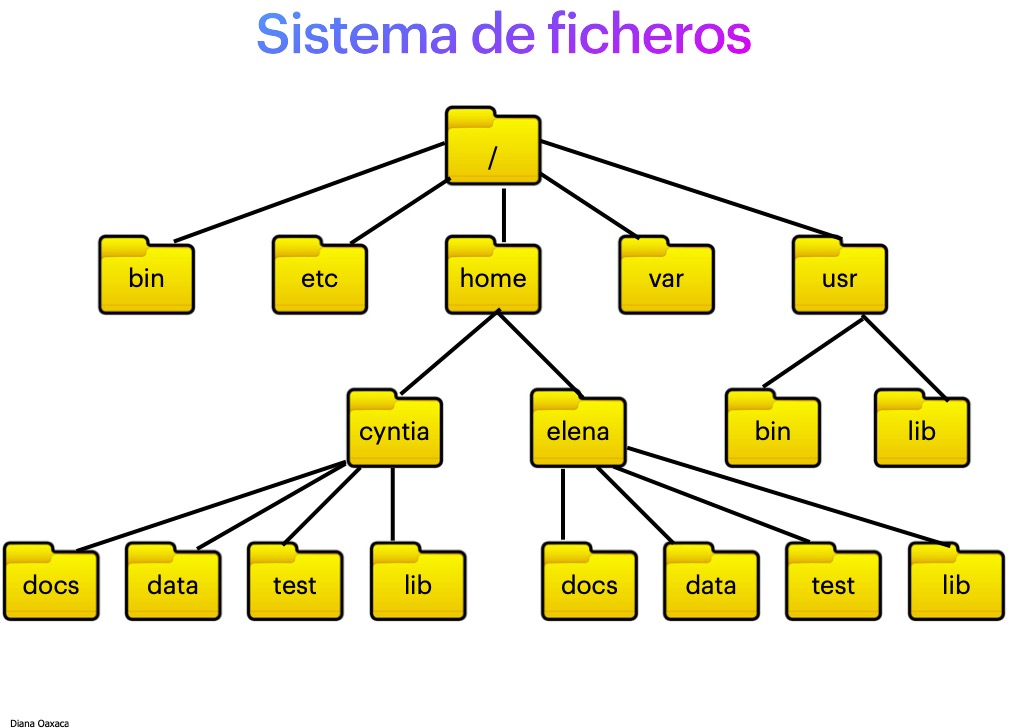 Sistema de ficheros
/
bin
etc
home
var
usr
cyntia
elena
bin
lib
docs
data
test
lib
docs
data
test
lib
Diana Oaxaca